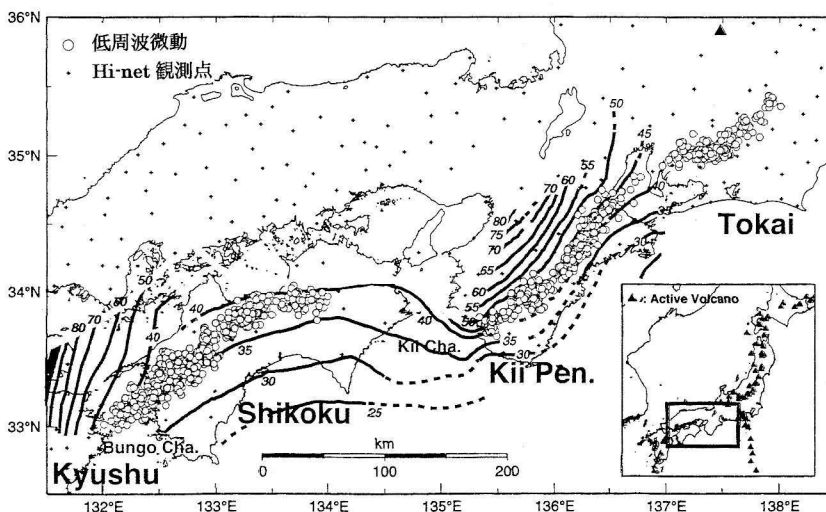 36°N
35°N
34°N
33°N
132°E
133°E
134°E
135°E
136°E
137°E
138°E
低周波微動
Hi-net 観測点
50
45
40
35
30
55
60
70
80
80
75
70
65
60
55
50
40
35
30
Tokai
50
60
70
80
40
40
35
30
25
Kii Cha.
Kii Pen.
Shikoku
Bungo Cha.
Kyushu
km
0 100 200
▲ : Active Volcano